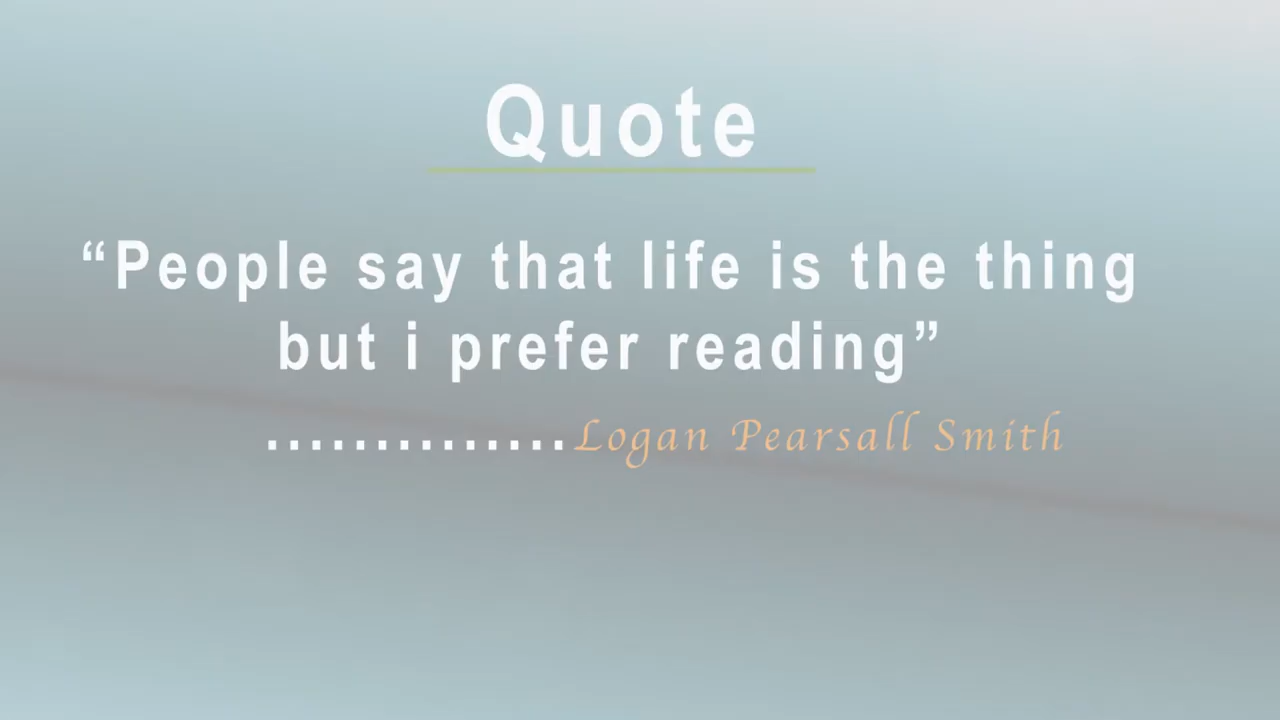 Quote
“People say that life is the thing
but i prefer reading”
..............Logan Pearsall Smith